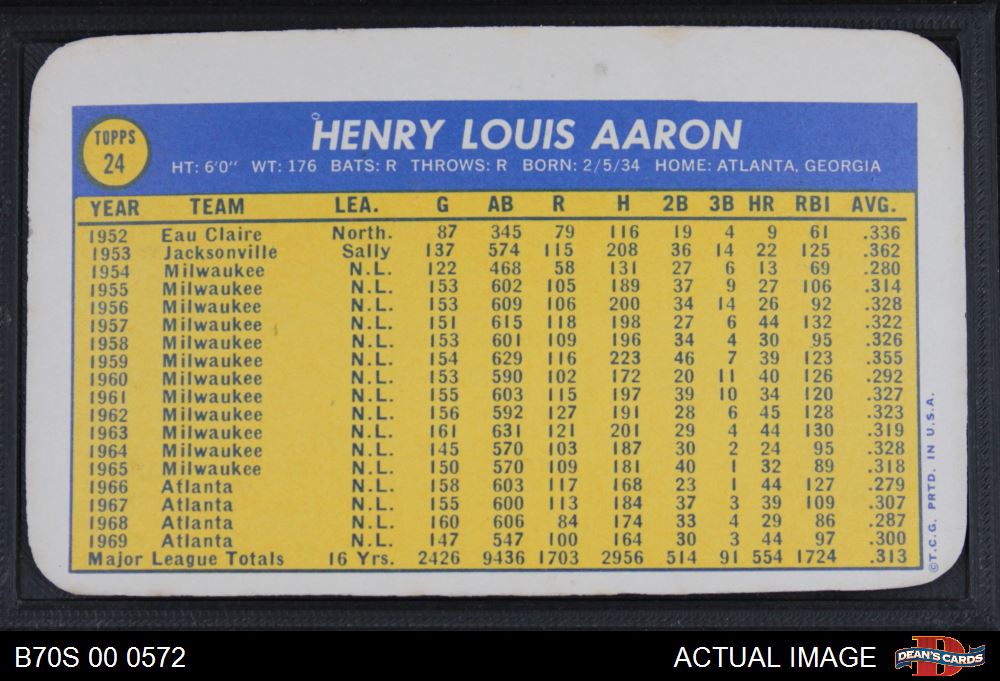 TOPPS
24
HENRY LOUIS AARON
HT: 6'0" WT: 176 BATS: R THROWS: R BORN: 2/5/34 HOME: ATLANTA, GEORGIA
YEAR TEAM LEA. G AB R H 2B 3B HR RBI AVG.
1952 Eau Claire North. 87 345 79 116 19 4 9 61 .336
1953 Jacksonville Sally 137 574 115 208 36 14 22 125 .362
1954 Milwaukee N.L. 122 468 58 131 27 6 13 69 .280
1955 Milwaukee N.L. 153 602 105 189 37 9 27 106 .314
1956 Milwaukee N.L. 153 609 106 200 34 14 26 92 .328
1957 Milwaukee N.L. 151 615 118 198 27 6 44 132 .322
1958 Milwaukee N.L. 153 601 109 196 34 4 30 95 .326
1959 Milwaukee N.L. 154 629 116 223 46 7 39 123 .355
1960 Milwaukee N.L. 153 590 102 172 20 11 40 126 .292
1961 Milwaukee N.L. 155 603 115 197 39 10 34 120 .327
1962 Milwaukee N.L. 156 592 127 191 28 6 45 128 .323
1963 Milwaukee N.L. 161 631 121 201 29 4 44 130 .319
1964 Milwaukee N.L. 145 570 103 187 30 2 24 95 .328
1965 Milwaukee N.L. 150 570 109 181 40 1 32 89 .318
1966 Atlanta N.L. 158 603 117 168 23 1 44 127 .279
1967 Atlanta N.L. 155 600 113 184 37 3 39 109 .307
1968 Atlanta N.L. 160 606 84 174 33 4 29 86 .287
1969 Atlanta N.L. 147 547 100 164 30 3 44 97 .300
Major League Totals 16 Yrs. 2426 9436 1703 2956 514 91 554 1724 .313
©T.C.G. PRTD. IN U.S.A.
B70S 00 0572
ACTUAL IMAGE
DEAN'S CARDS